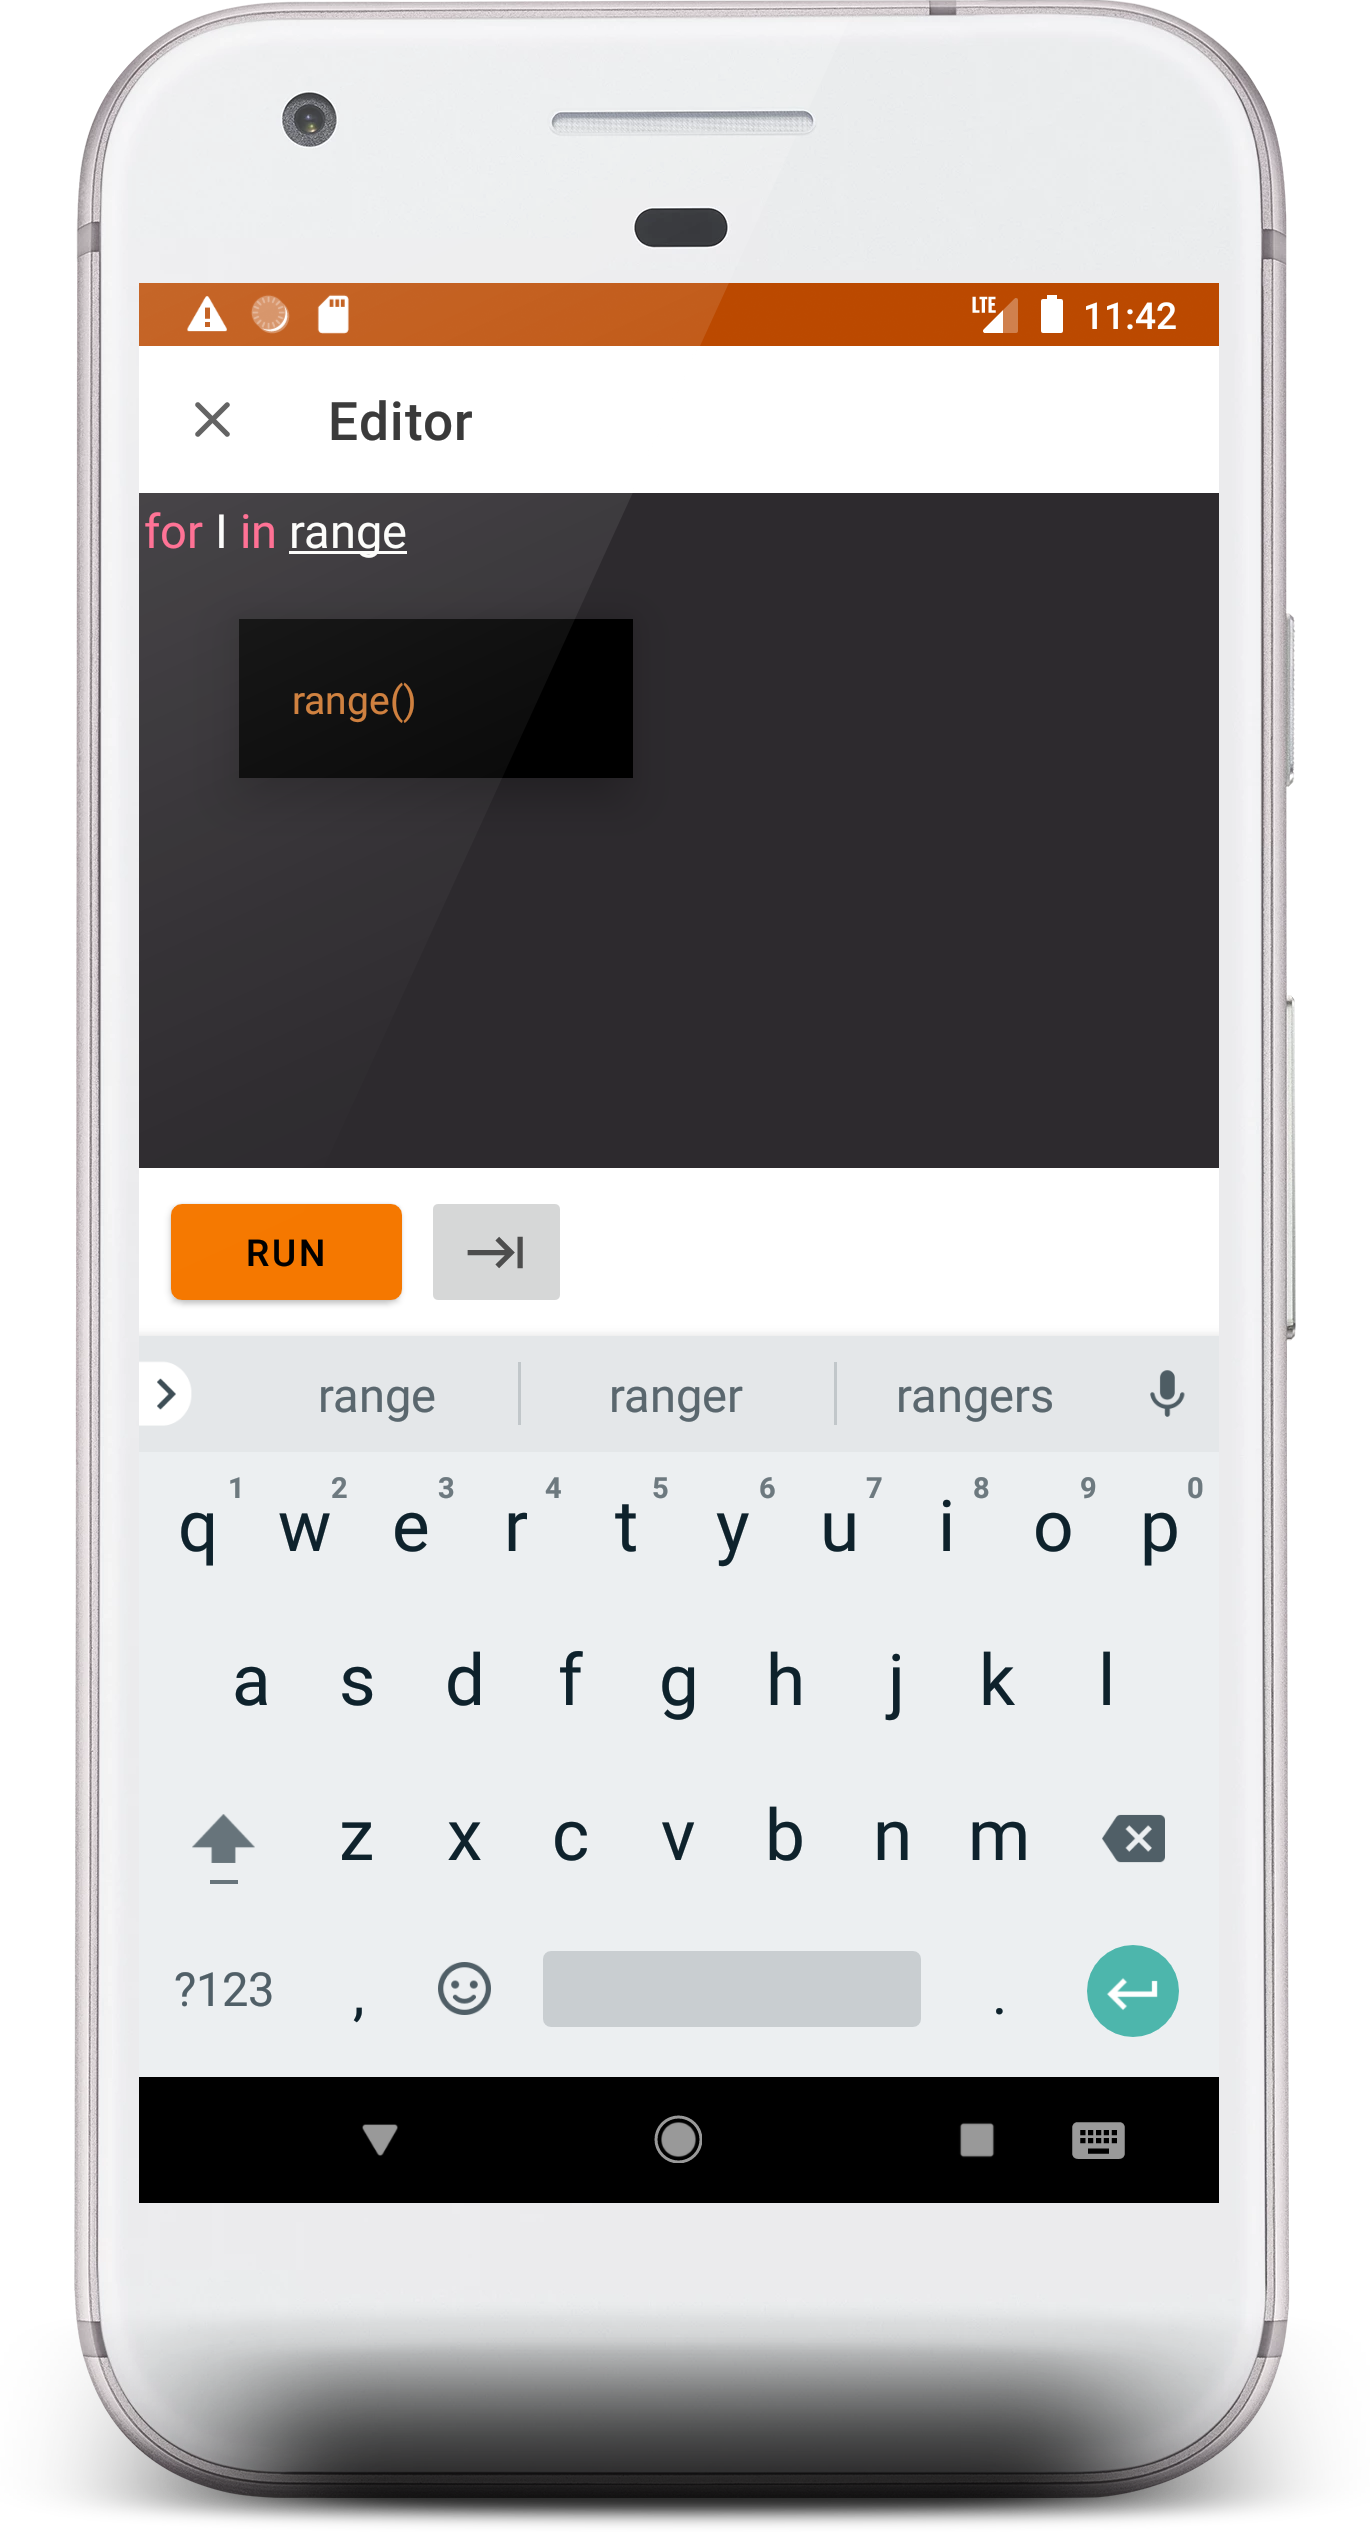 LTE 11:42
Editor
for I in range
range()
RUN
range ranger rangers
1 2 3 4 5 6 7 8 9 0
q w e r t y u i o p
a s d f g h j k l
z x c v b n m
?123 , .